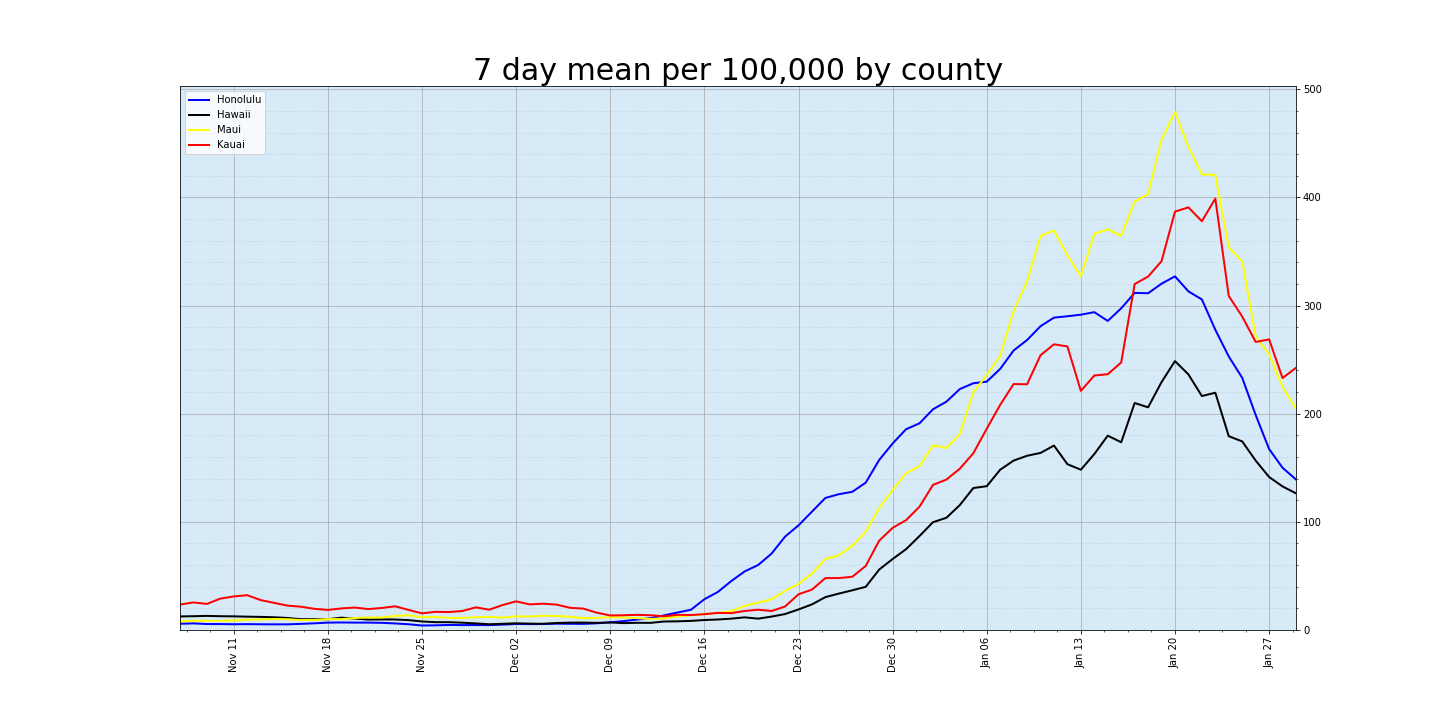 7 day mean per 100,000 by county
Honolulu
Hawaii
Maui
Kauai
500
400
300
200
100
0
Nov 11
Nov 18
Nov 25
Dec 02
Dec 09
Dec 16
Dec 23
Dec 30
Jan 06
Jan 13
Jan 20
Jan 27